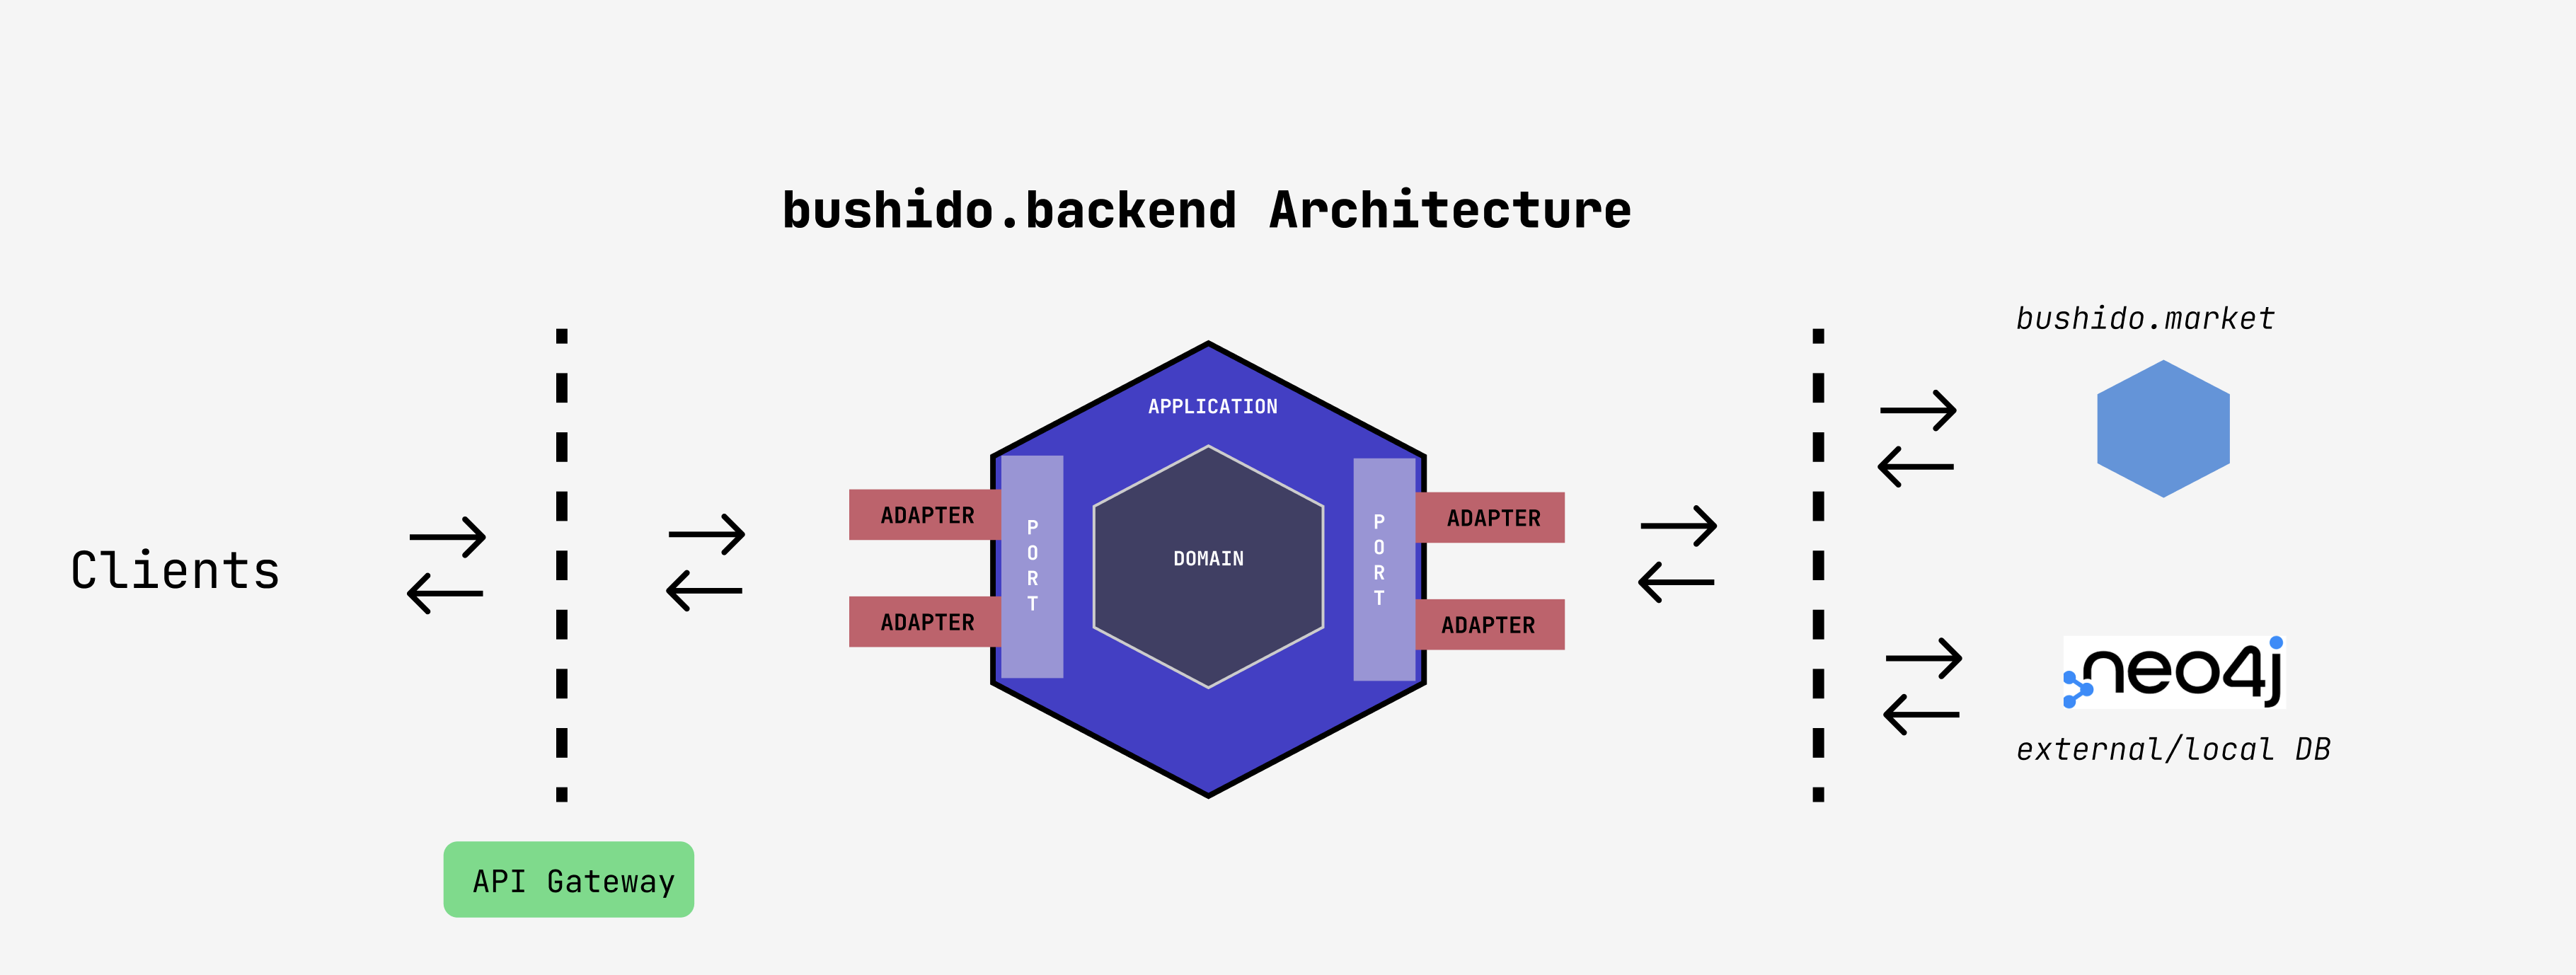 bushido.backend Architecture
bushido.market
APPLICATION
ADAPTER
ADAPTER
PORT
DOMAIN
PORT
ADAPTER
ADAPTER
Clients
neo4j
external/local DB
API Gateway